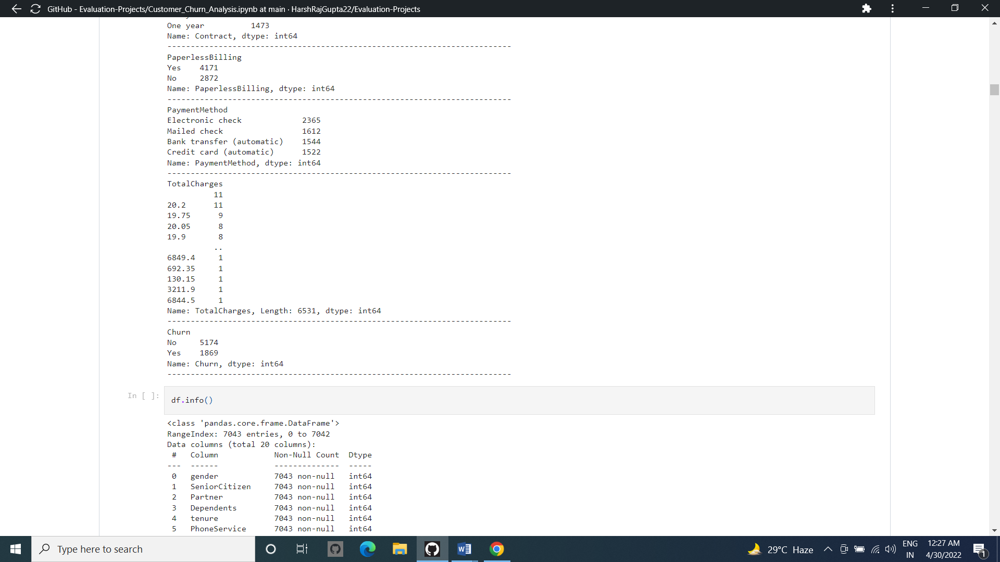 GitHub - Evaluation-Projects/Customer_Churn_Analysis.ipynb at main · HarshRajGupta22/Evaluation-Projects
One year          1473
Name: Contract, dtype: int64
--------------------------------------------------------------------------
PaperlessBilling
Yes    4171
No     2872
Name: PaperlessBilling, dtype: int64
--------------------------------------------------------------------------
PaymentMethod
Electronic check             2365
Mailed check                 1612
Bank transfer (automatic)    1544
Credit card (automatic)      1522
Name: PaymentMethod, dtype: int64
--------------------------------------------------------------------------
TotalCharges
          11
20.2      11
19.75      9
20.05      8
19.9       8
          ..
6849.4     1
692.35     1
130.15     1
3211.9     1
6844.5     1
Name: TotalCharges, Length: 6531, dtype: int64
--------------------------------------------------------------------------
Churn
No     5174
Yes    1869
Name: Churn, dtype: int64
--------------------------------------------------------------------------
In [ ]:
df.info()
<class 'pandas.core.frame.DataFrame'>
RangeIndex: 7043 entries, 0 to 7042
Data columns (total 20 columns):
 #   Column            Non-Null Count  Dtype
---  ------            --------------  -----
 0   gender            7043 non-null   int64
 1   SeniorCitizen     7043 non-null   int64
 2   Partner           7043 non-null   int64
 3   Dependents        7043 non-null   int64
 4   tenure            7043 non-null   int64
 5   PhoneService      7043 non-null   int64
Type here to search
29°C Haze
ENG
IN
12:27 AM
4/30/2022
1